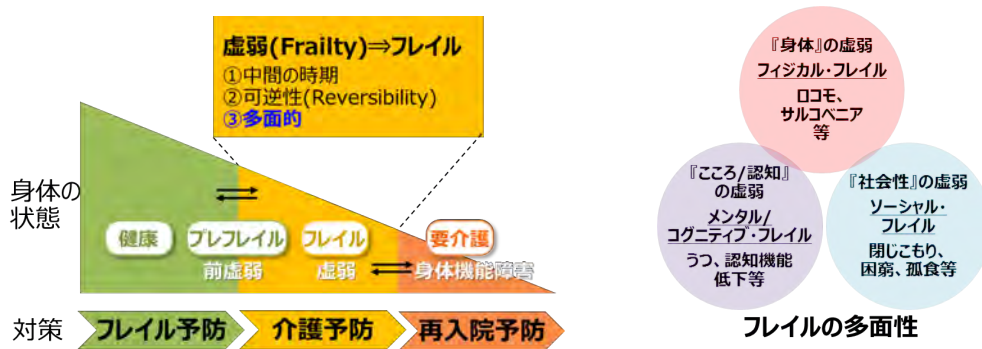 虚弱(Frailty)⇒フレイル
①中間の時期
②可逆性(Reversibility)
③多面的
身体の
状態
健康
プレフレイル
フレイル
要介護
前虚弱
虚弱
身体機能障害
対策
フレイル予防
介護予防
再入院予防
『身体』の虚弱
フィジカル・フレイル
ロコモ、
サルコペニア
等
『こころ/認知』
の虚弱
メンタル/
コグニティブ・フレイル
うつ、認知機能
低下等
『社会性』の虚弱
ソーシャル・
フレイル
閉じこもり、
困窮、孤食等
フレイルの多面性